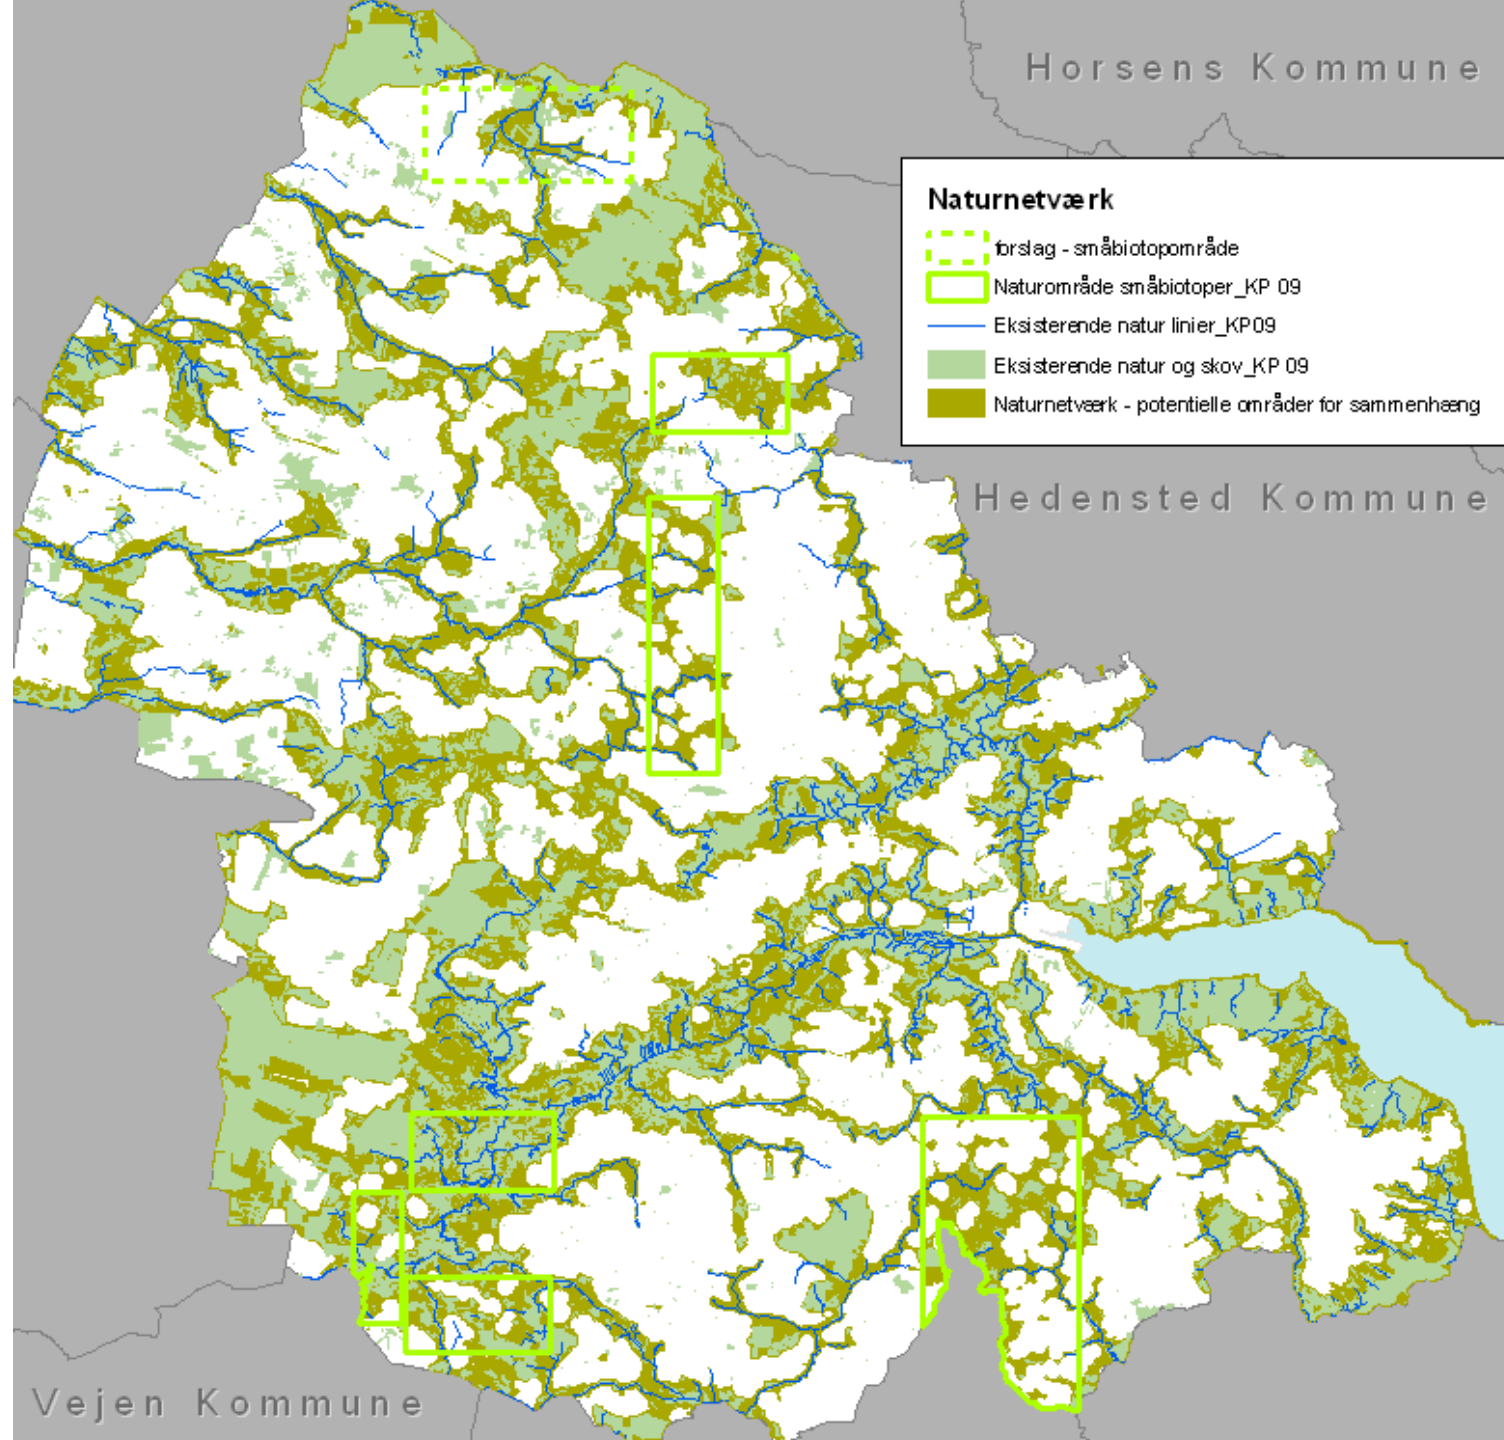 Horsens Kommune
Naturnetværk
forslag - småbiotopområde
Naturområde småbiotoper_KP 09
Eksisterende natur linier_KP09
Eksisterende natur og skov_KP 09
Naturnetværk - potentielle områder for sammenhæng
Hedensted Kommune
Vejen Kommune